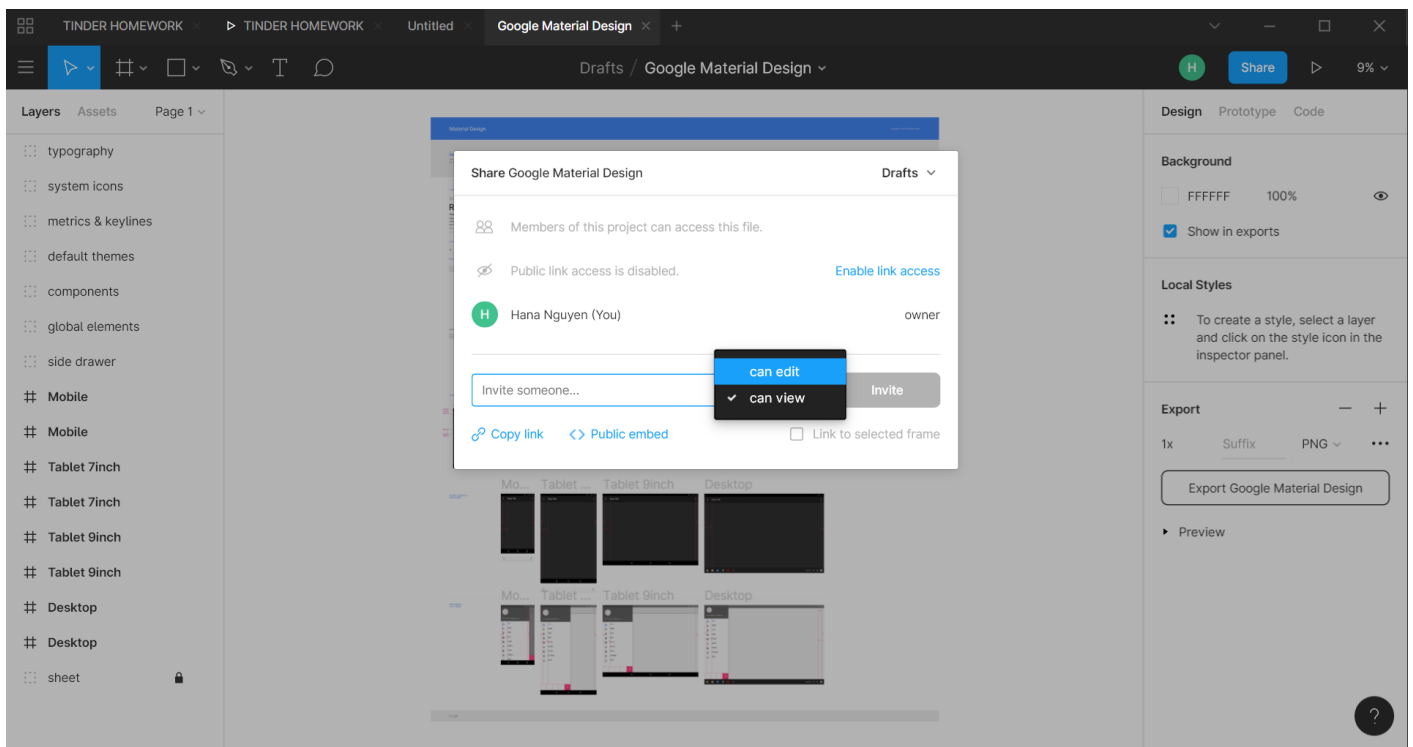 TINDER HOMEWORK
TINDER HOMEWORK
Untitled
Google Material Design
Drafts / Google Material Design
H
Share
9%
Layers Assets Page 1
typography
system icons
metrics & keylines
default themes
components
global elements
side drawer
Mobile
Mobile
Tablet 7inch
Tablet 7inch
Tablet 9inch
Tablet 9inch
Desktop
Desktop
sheet
Material Design
Share Google Material Design
Drafts
Members of this project can access this file.
Public link access is disabled.
Enable link access
H
Hana Nguyen (You)
owner
Invite someone...
can edit
can view
Invite
Copy link
Public embed
Link to selected frame
Mo... Tablet ... Tablet 9inch Desktop
Mo... Tablet ... Tablet 9inch Desktop
Design Prototype Code
Background
FFFFFF 100%
Show in exports
Local Styles
To create a style, select a layer
and click on the style icon in the
inspector panel.
Export
1x Suffix PNG
Export Google Material Design
Preview
?